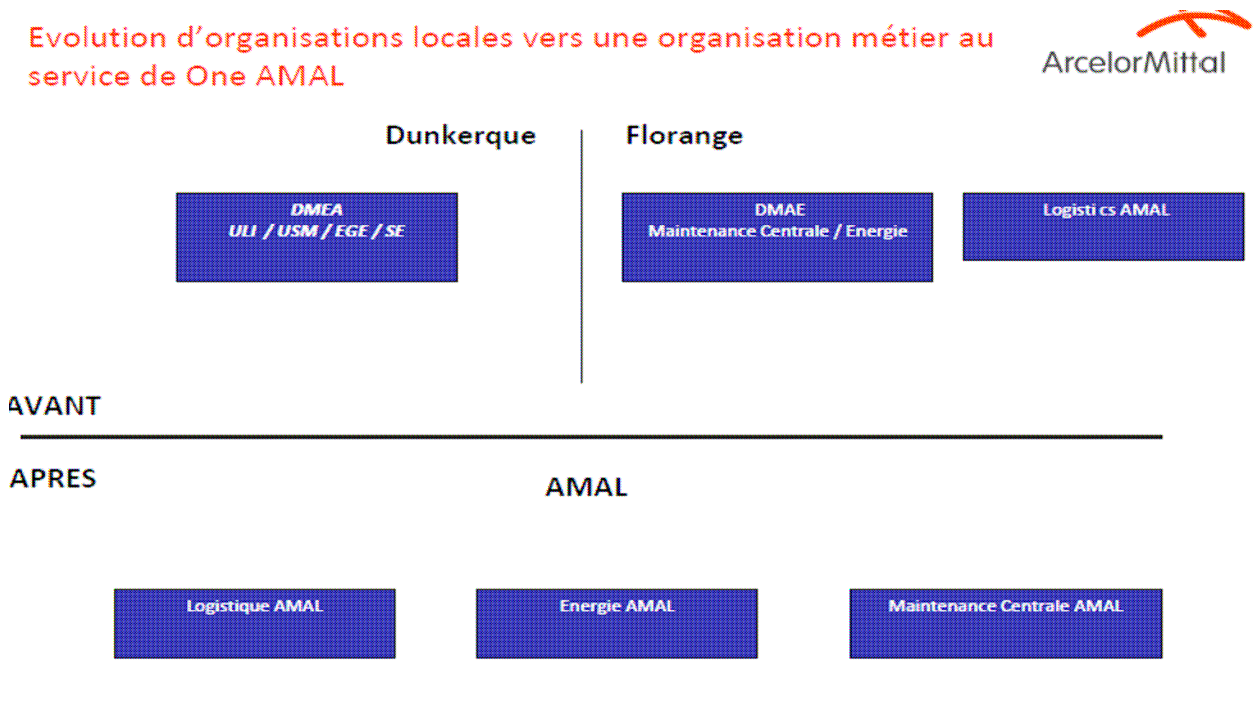 Evolution d’organisations locales vers une organisation métier au
service de One AMAL
ArcelorMittal
Dunkerque
Florange
DMEA
ULI / USM / EGE / SE
DMAE
Maintenance Centrale / Energie
Logisti cs AMAL
AVANT
APRES
AMAL
Logistique AMAL
Energie AMAL
Maintenance Centrale AMAL